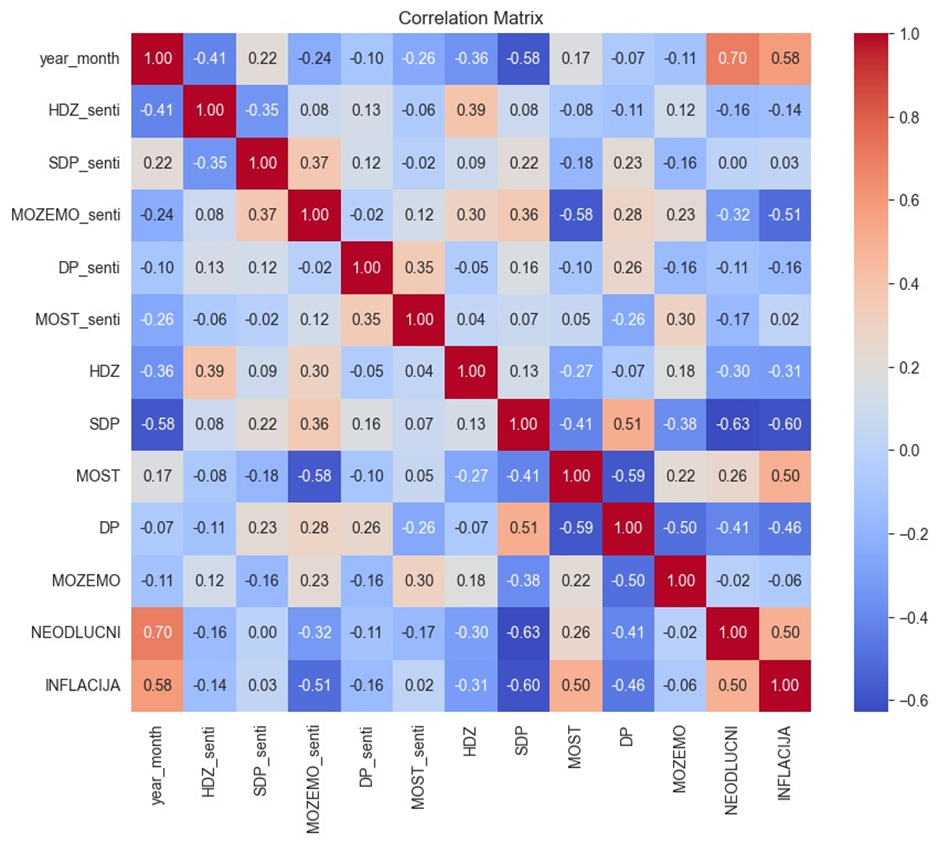 Correlation Matrix
year_month 1.00 -0.41 0.22 -0.24 -0.10 -0.26 -0.36 -0.58 0.17 -0.07 -0.11 0.70 0.58
HDZ_senti -0.41 1.00 -0.35 0.08 0.13 -0.06 0.39 0.08 -0.08 -0.11 0.12 -0.16 -0.14
SDP_senti 0.22 -0.35 1.00 0.37 0.12 -0.02 0.09 0.22 -0.18 0.23 -0.16 0.00 0.03
MOZEMO_senti -0.24 0.08 0.37 1.00 -0.02 0.12 0.30 0.36 -0.58 0.28 0.23 -0.32 -0.51
DP_senti -0.10 0.13 0.12 -0.02 1.00 0.35 -0.05 0.16 -0.10 0.26 -0.16 -0.11 -0.16
MOST_senti -0.26 -0.06 -0.02 0.12 0.35 1.00 0.04 0.07 0.05 -0.26 0.30 -0.17 0.02
HDZ -0.36 0.39 0.09 0.30 -0.05 0.04 1.00 0.13 -0.27 -0.07 0.18 -0.30 -0.31
SDP -0.58 0.08 0.22 0.36 0.16 0.07 0.13 1.00 -0.41 0.51 -0.38 -0.63 -0.60
MOST 0.17 -0.08 -0.18 -0.58 -0.10 0.05 -0.27 -0.41 1.00 -0.59 0.22 0.26 0.50
DP -0.07 -0.11 0.23 0.28 0.26 -0.26 -0.07 0.51 -0.59 1.00 -0.50 -0.41 -0.46
MOZEMO -0.11 0.12 -0.16 0.23 -0.16 0.30 0.18 -0.38 0.22 -0.50 1.00 -0.02 -0.06
NEODLUCNI 0.70 -0.16 0.00 -0.32 -0.11 -0.17 -0.30 -0.63 0.26 -0.41 -0.02 1.00 0.50
INFLACIJA 0.58 -0.14 0.03 -0.51 -0.16 0.02 -0.31 -0.60 0.50 -0.46 -0.06 0.50 1.00
year_month HDZ_senti SDP_senti MOZEMO_senti DP_senti MOST_senti HDZ SDP MOST DP MOZEMO NEODLUCNI INFLACIJA
1.0
0.8
0.6
0.4
0.2
0.0
−0.2
−0.4
−0.6